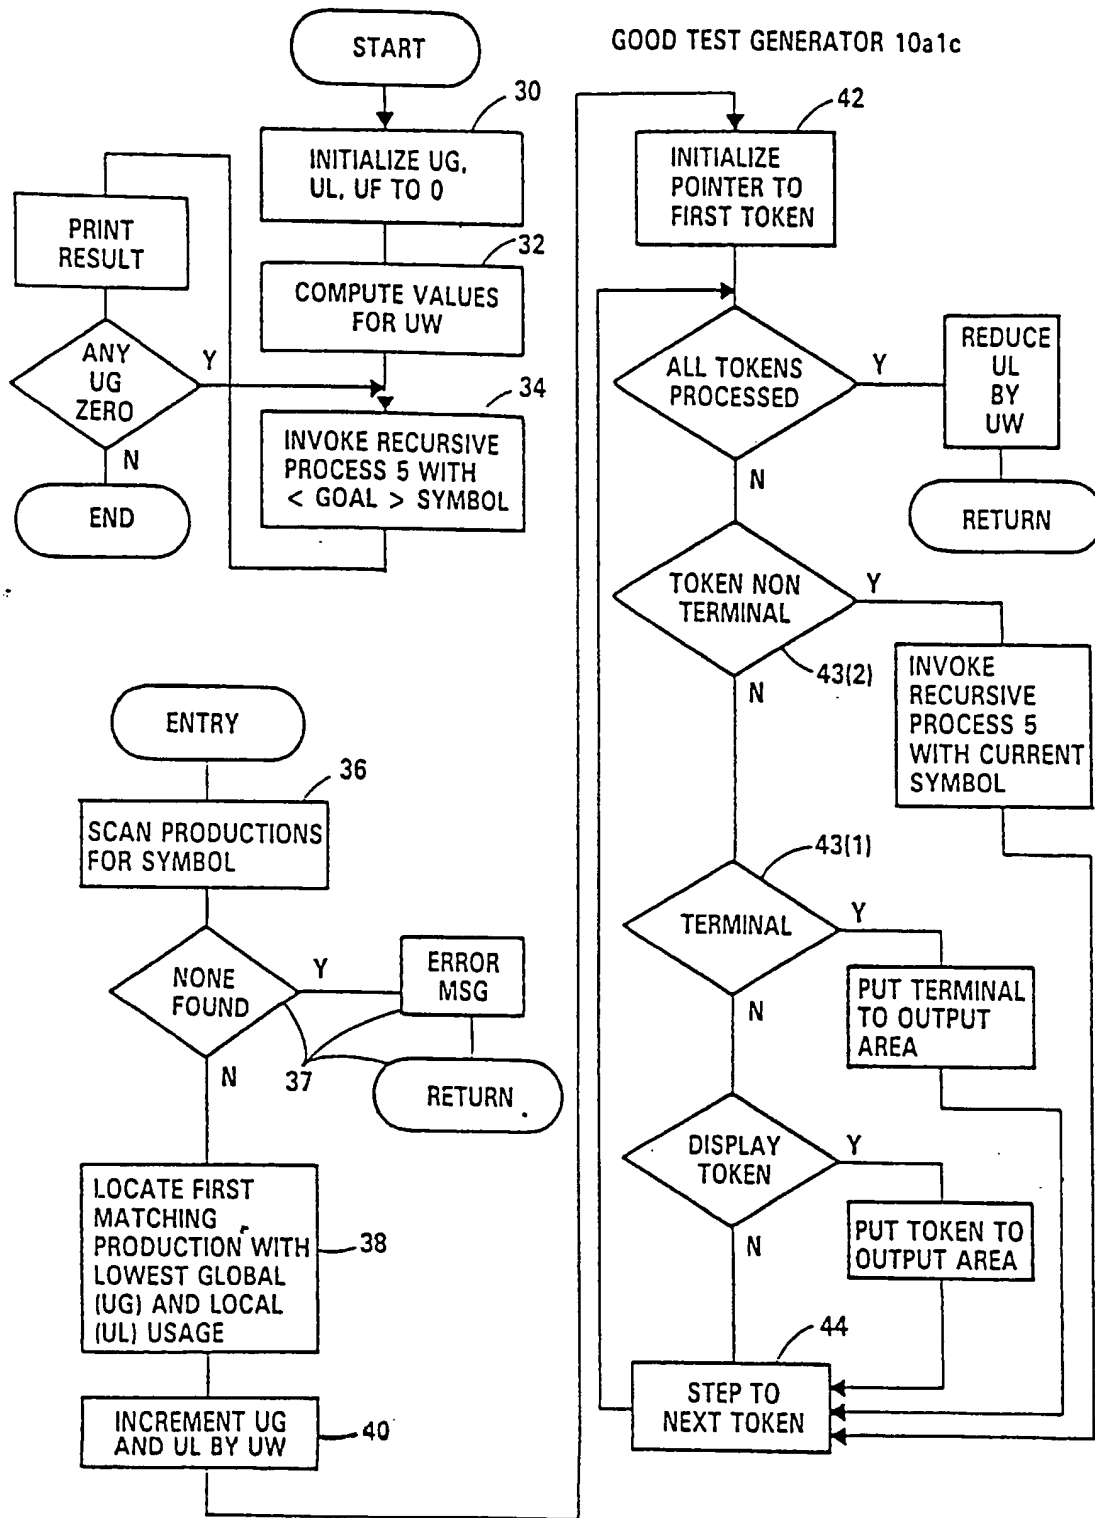 START
GOOD TEST GENERATOR 10a1c
30
INITIALIZE UG,
UL, UF TO 0
32
COMPUTE VALUES
FOR UW
34
INVOKE RECURSIVE
PROCESS 5 WITH
< GOAL > SYMBOL
PRINT
RESULT
ANY
UG
ZERO
Y
N
END
ENTRY
36
SCAN PRODUCTIONS
FOR SYMBOL
NONE
FOUND
Y
ERROR
MSG
N
37
RETURN
LOCATE FIRST
MATCHING
PRODUCTION WITH
LOWEST GLOBAL
(UG) AND LOCAL
(UL) USAGE
38
INCREMENT UG
AND UL BY UW
40
42
INITIALIZE
POINTER TO
FIRST TOKEN
ALL TOKENS
PROCESSED
Y
REDUCE
UL
BY
UW
RETURN
N
TOKEN NON
TERMINAL
Y
43(2)
N
INVOKE
RECURSIVE
PROCESS 5
WITH CURRENT
SYMBOL
43(1)
TERMINAL
Y
N
PUT TERMINAL
TO OUTPUT
AREA
DISPLAY
TOKEN
Y
N
PUT TOKEN TO
OUTPUT AREA
44
STEP TO
NEXT TOKEN